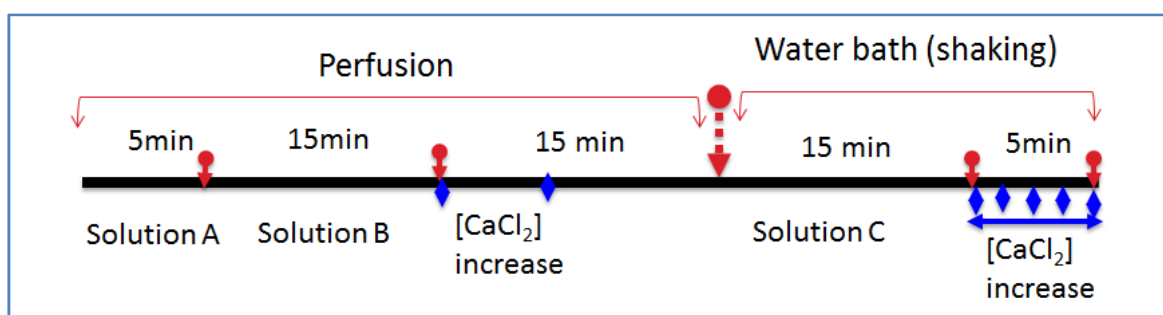 Perfusion
Water bath (shaking)
5min
15min
15 min
15 min
5min
Solution A
Solution B
[CaCl₂]
increase
Solution C
[CaCl₂]
increase